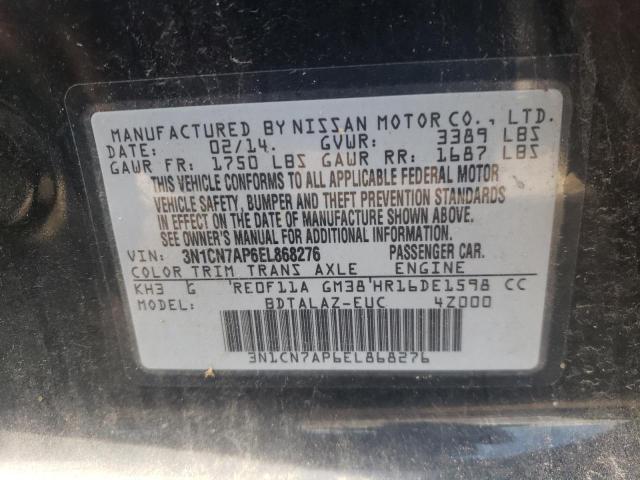 MANUFACTURED BY NISSAN MOTOR CO., LTD.
DATE: 02/14. GVWR: 3389 LBS
GAWR FR: 1750 LBS GAWR RR: 1687 LBS
THIS VEHICLE CONFORMS TO ALL APPLICABLE FEDERAL MOTOR
VEHICLE SAFETY, BUMPER AND THEFT PREVENTION STANDARDS
IN EFFECT ON THE DATE OF MANUFACTURE SHOWN ABOVE.
SEE OWNER'S MANUAL FOR ADDITIONAL INFORMATION.
VIN: 3N1CN7AP6EL868276 PASSENGER CAR.
COLOR TRIM TRANS AXLE ENGINE
KH3 G 'RE0F11A GM38'HR16DE1598 CC
MODEL: BDTALAZ-EUC 4Z000
3N1CN7AP6EL868276